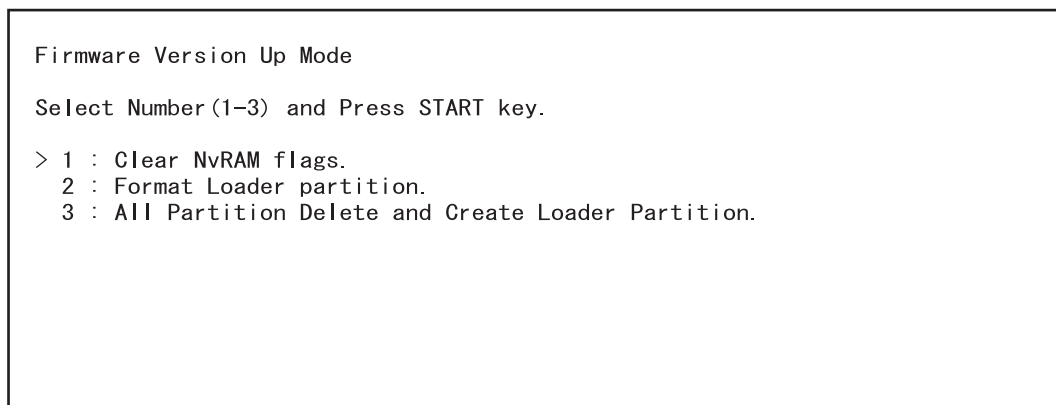 Firmware Version Up Mode
Select Number(1-3) and Press START key.
> 1 : Clear NvRAM flags.
2 : Format Loader partition.
3 : All Partition Delete and Create Loader Partition.